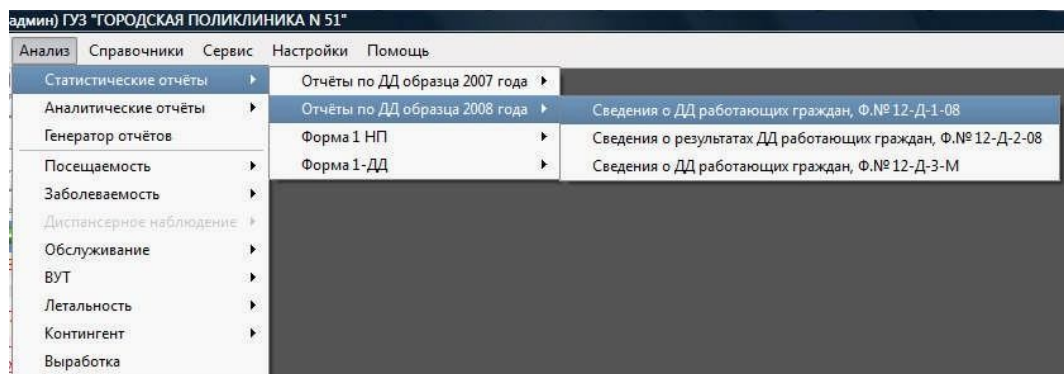 админ) ГУЗ "ГОРОДСКАЯ ПОЛИКЛИНИКА N 51"
Анализ Справочники Сервис Настройки Помощь
Статистические отчёты
Аналитические отчёты
Генератор отчётов
Посещаемость
Заболеваемость
Диспансерное наблюдение
Обслуживание
ВУТ
Летальность
Контингент
Выработка
Отчёты по ДД образца 2007 года
Отчёты по ДД образца 2008 года
Форма 1 НП
Форма 1-ДД
Сведения о ДД работающих граждан, Ф.№ 12-Д-1-08
Сведения о результатах ДД работающих граждан, Ф.№ 12-Д-2-08
Сведения о ДД работающих граждан, Ф.№ 12-Д-3-М